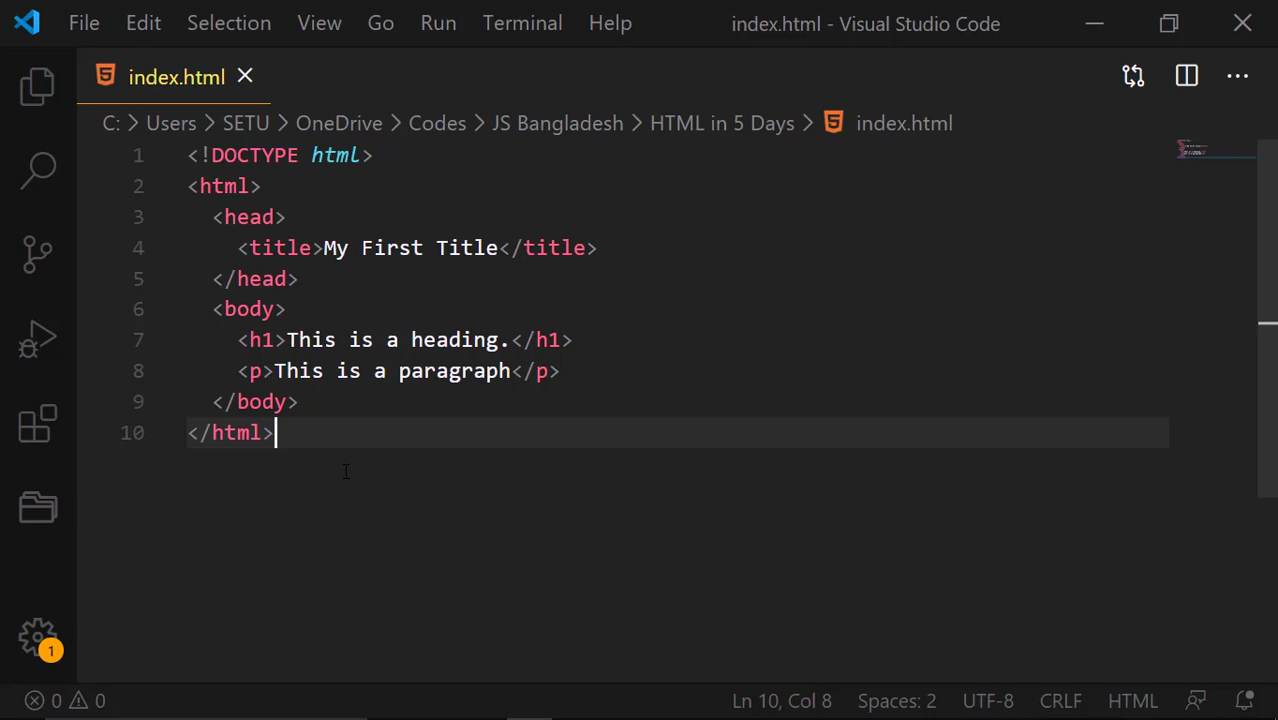 File Edit Selection View Go Run Terminal Help index.html - Visual Studio Code
index.html
C: > Users > SETU > OneDrive > Codes > JS Bangladesh > HTML in 5 Days > index.html
1 <!DOCTYPE html>
2 <html>
3 <head>
4 <title>My First Title</title>
5 </head>
6 <body>
7 <h1>This is a heading.</h1>
8 <p>This is a paragraph</p>
9 </body>
10 </html>
1
0 0 Ln 10, Col 8 Spaces: 2 UTF-8 CRLF HTML